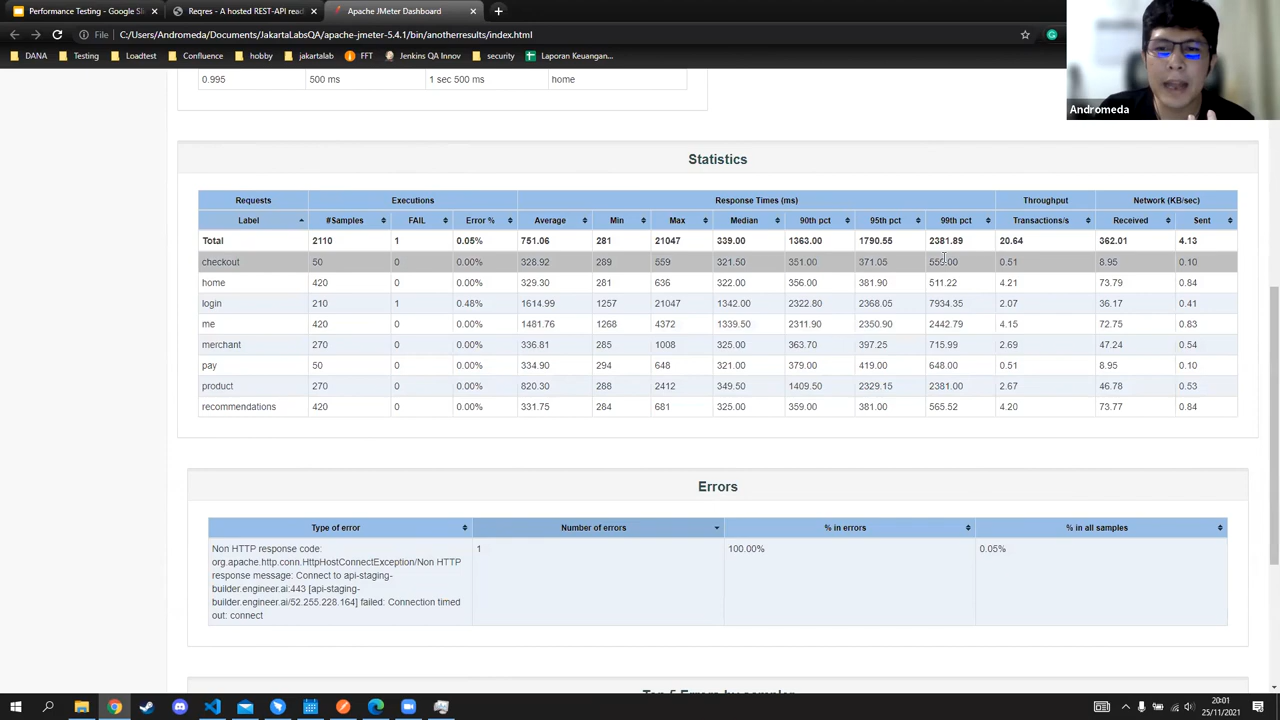 Performance Testing - Google Sli
Reqres - A hosted REST-API read
Apache JMeter Dashboard
File
C:/Users/Andromeda/Documents/JakartaLabsQA/apache-jmeter-5.4.1/bin/anotherresults/index.html
DANA Testing Loadtest Confluence hobby jakartalab FFT Jenkins QA Innov security Laporan Keuangan...
Andromeda
0.995 500 ms 1 sec 500 ms home
Statistics
Requests Executions Response Times (ms) Throughput Network (KB/sec)
Label #Samples FAIL Error % Average Min Max Median 90th pct 95th pct 99th pct Transactions/s Received Sent
Total 2110 1 0.05% 751.06 281 21047 339.00 1363.00 1790.55 2381.89 20.64 362.01 4.13
checkout 50 0 0.00% 328.92 289 559 321.50 351.00 371.05 559.00 0.51 8.95 0.10
home 420 0 0.00% 329.30 281 636 322.00 356.00 381.90 511.22 4.21 73.79 0.84
login 210 1 0.48% 1614.99 1257 21047 1342.00 2322.80 2368.05 7934.35 2.07 36.17 0.41
me 420 0 0.00% 1481.76 1268 4372 1339.50 2311.90 2350.90 2442.79 4.15 72.75 0.83
merchant 270 0 0.00% 336.81 285 1008 325.00 363.70 397.25 715.99 2.69 47.24 0.54
pay 50 0 0.00% 334.90 294 648 321.00 379.00 419.00 648.00 0.51 8.95 0.10
product 270 0 0.00% 820.30 288 2412 349.50 1409.50 2329.15 2381.00 2.67 46.78 0.53
recommendations 420 0 0.00% 331.75 284 681 325.00 359.00 381.00 565.52 4.20 73.77 0.84
Errors
Type of error Number of errors % in errors % in all samples
Non HTTP response code: 1 100.00% 0.05%
org.apache.http.conn.HttpHostConnectException/Non HTTP
response message: Connect to api-staging-
builder.engineer.ai:443 [api-staging-
builder.engineer.ai/52.255.228.164] failed: Connection timed
out: connect
Top 5 Errors by sampler
20:01
25/11/2021